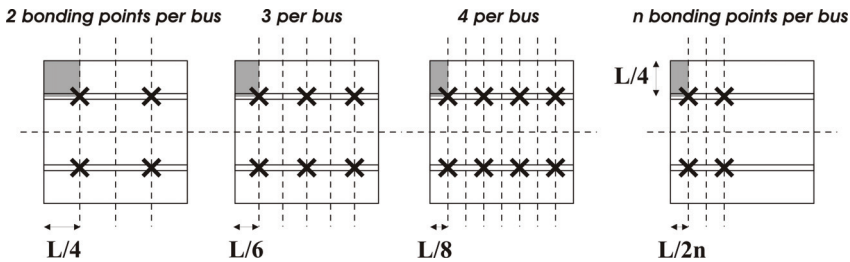 2 bonding points per bus
3 per bus
4 per bus
n bonding points per bus
L/4
L/4
L/6
L/8
L/2n